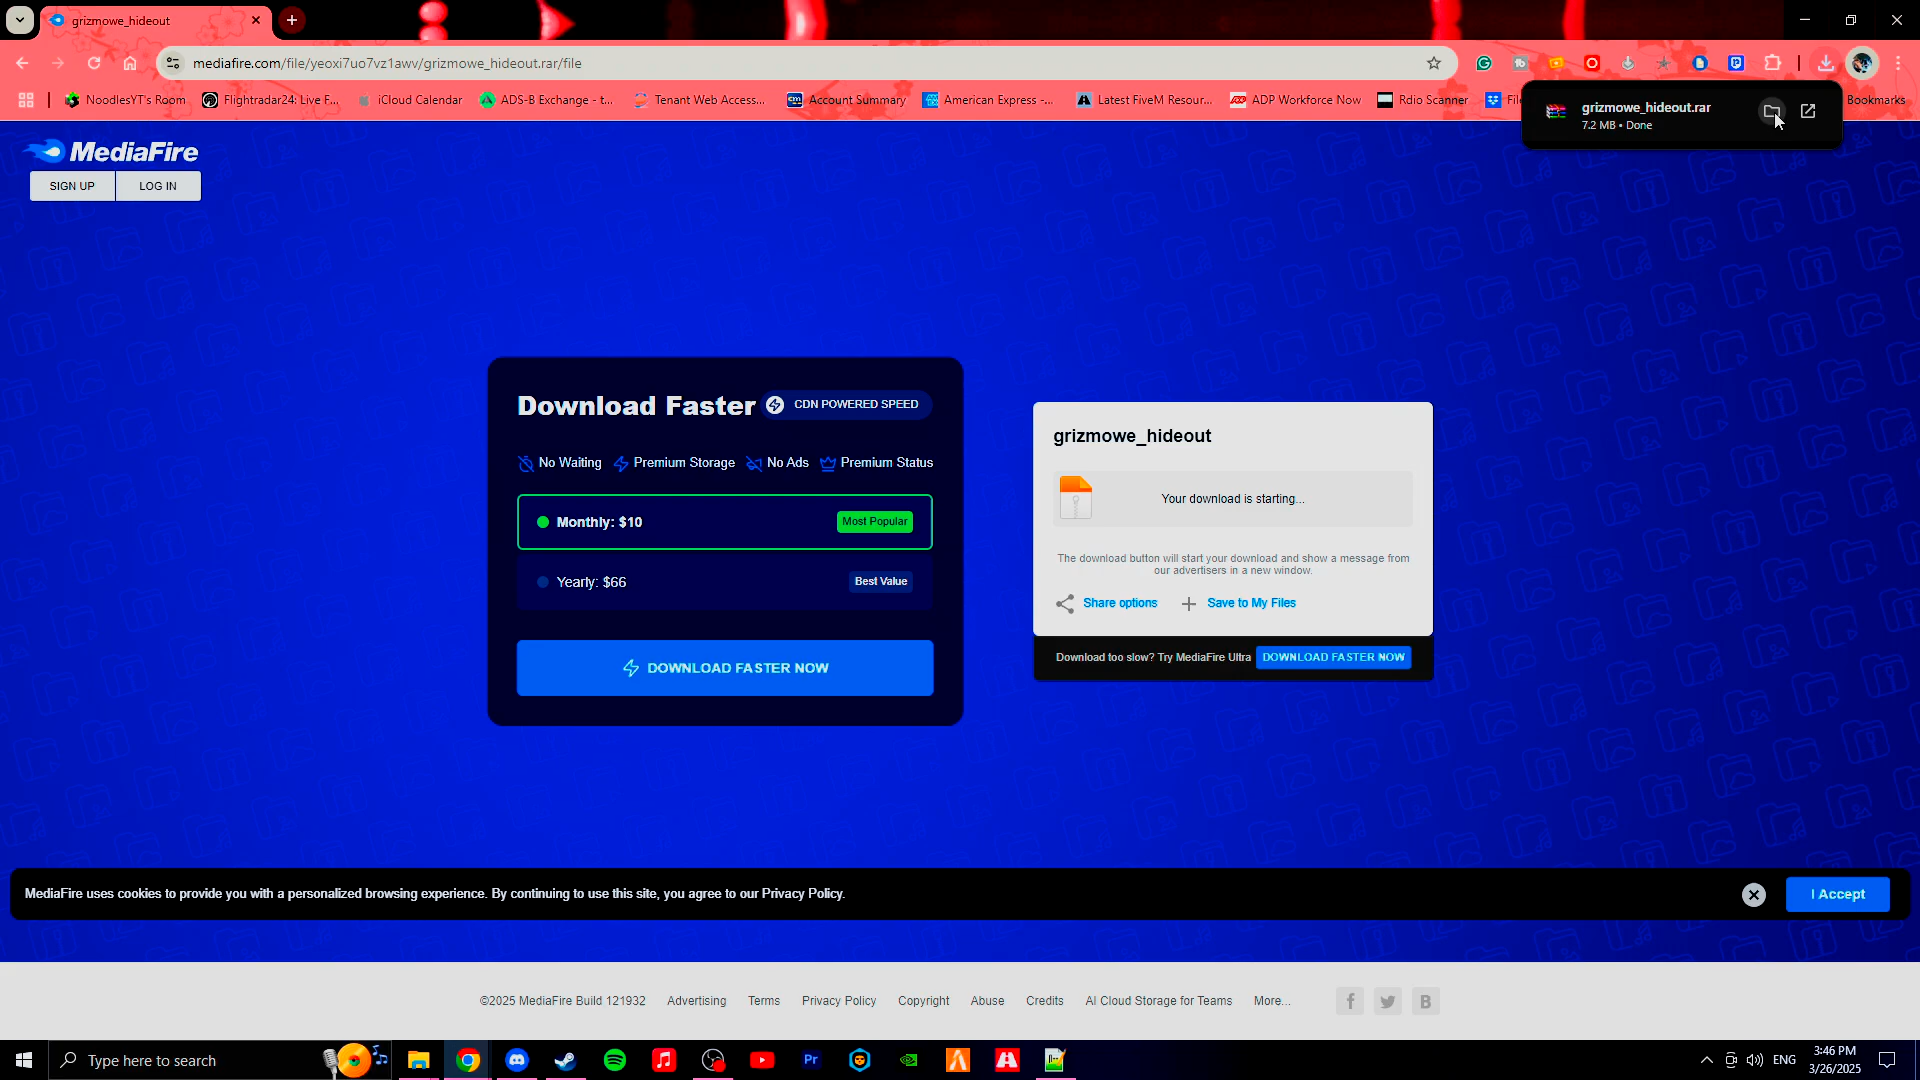 grizmowe_hideout
mediafire.com/file/yeoxi7uo7vz1awv/grizmowe_hideout.rar/file
NoodlesYT's Room
Flightradar24: Live F...
iCloud Calendar
ADS-B Exchange - t...
Tenant Web Access...
Account Summary
American Express -...
Latest FiveM Resour...
ADP Workforce Now
Rdio Scanner
File
Bookmarks
grizmowe_hideout.rar
7.2 MB • Done
MediaFire
SIGN UP
LOG IN
Download Faster
CDN POWERED SPEED
No Waiting
Premium Storage
No Ads
Premium Status
Monthly: $10
Most Popular
Yearly: $66
Best Value
DOWNLOAD FASTER NOW
grizmowe_hideout
Your download is starting...
The download button will start your download and show a message from
our advertisers in a new window.
Share options
Save to My Files
Download too slow? Try MediaFire Ultra
DOWNLOAD FASTER NOW
MediaFire uses cookies to provide you with a personalized browsing experience. By continuing to use this site, you agree to our Privacy Policy.
I Accept
©2025 MediaFire Build 121932
Advertising
Terms
Privacy Policy
Copyright
Abuse
Credits
AI Cloud Storage for Teams
More...
Type here to search
Pr
ENG
3:46 PM
3/26/2025